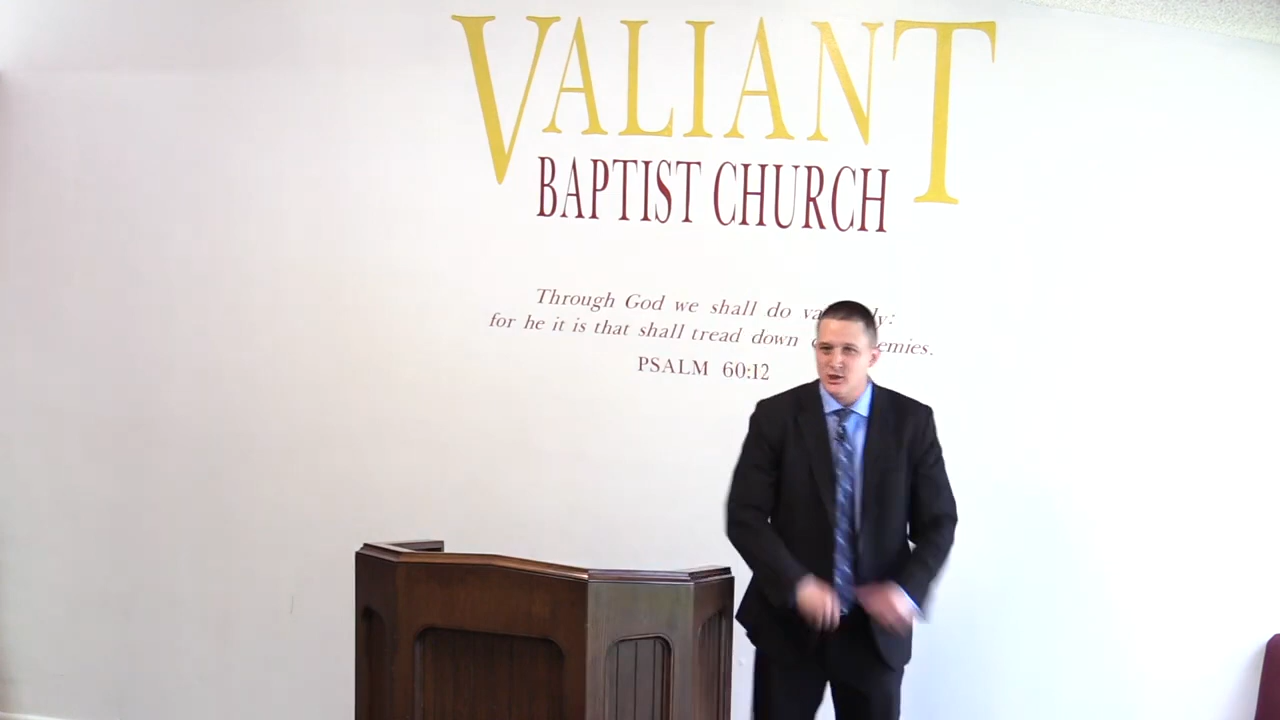 VALIANT
BAPTIST CHURCH
Through God we shall do
for he it is that shall tread down
PSALM 60:12